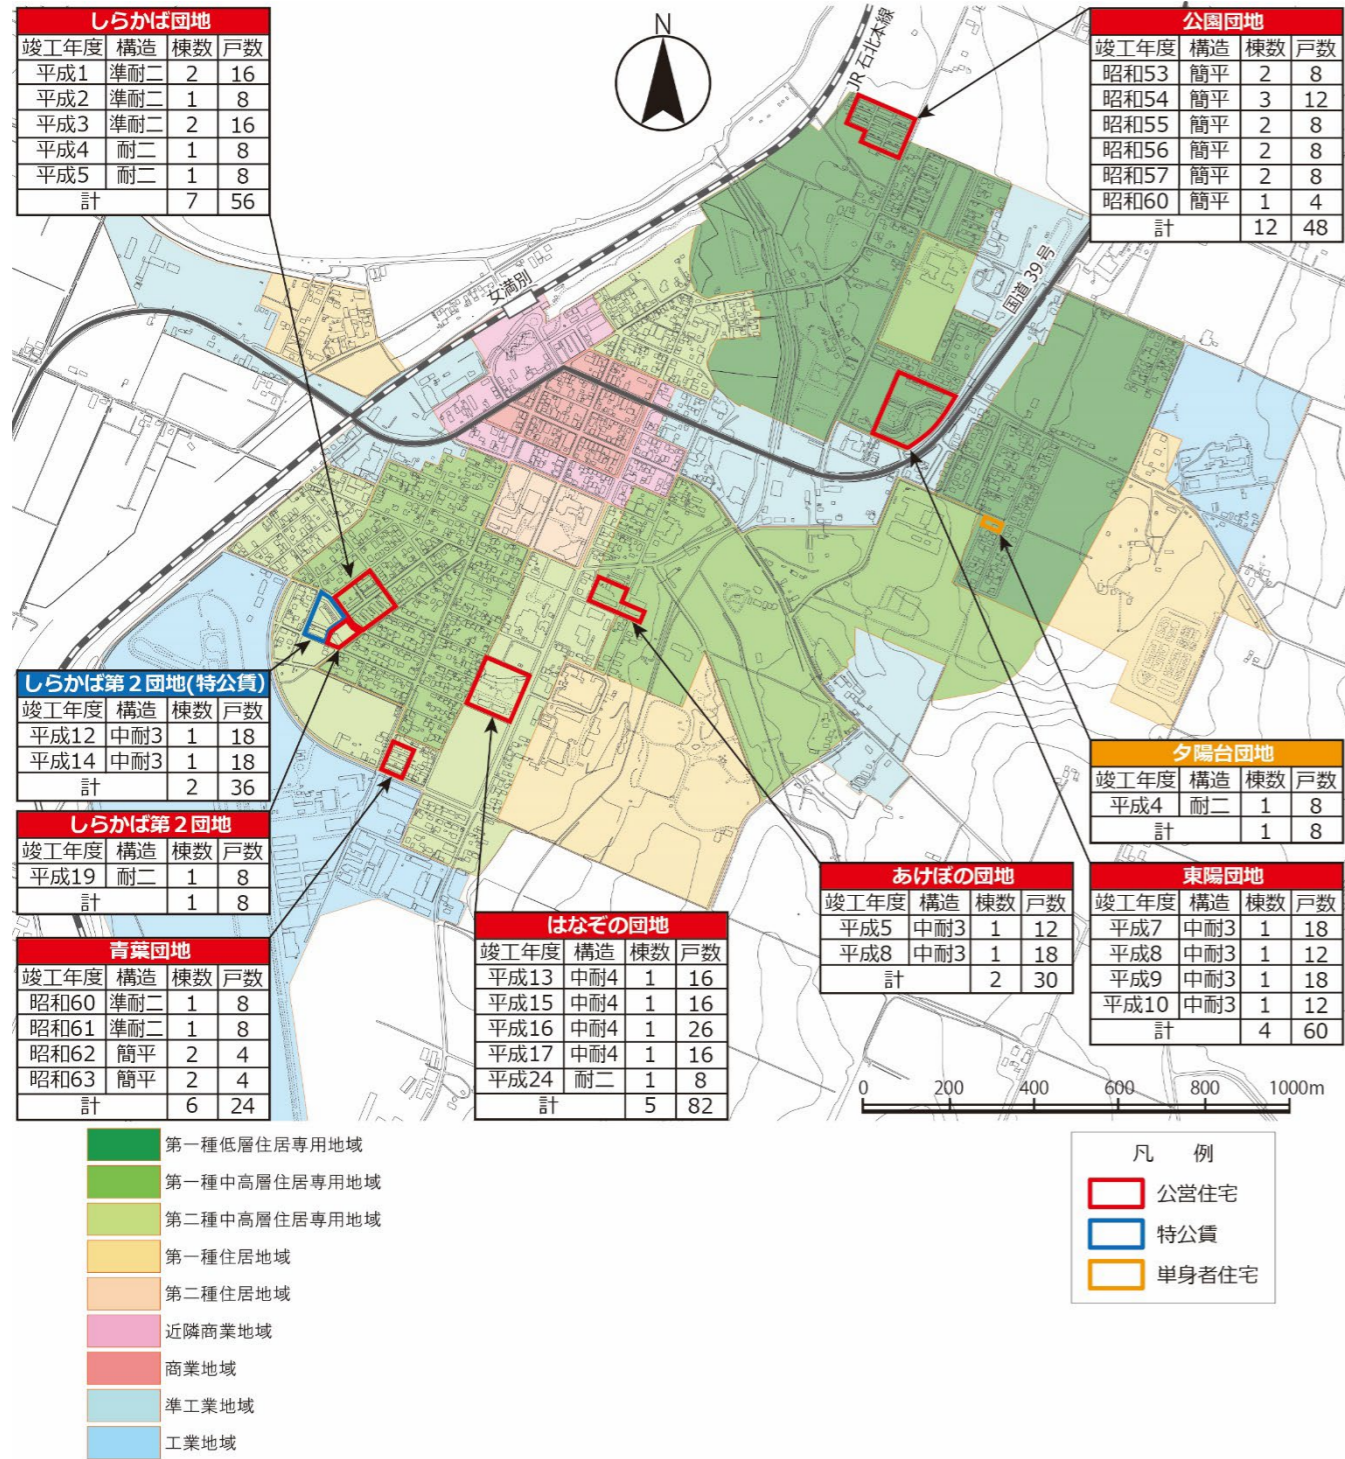 しらかば団地
竣工年度 構造 棟数 戸数
平成1 準耐二 2 16
平成2 準耐二 1 8
平成3 準耐二 2 16
平成4 耐二 1 8
平成5 耐二 1 8
計 7 56
N
JR 石北本線
公園団地
竣工年度 構造 棟数 戸数
昭和53 簡平 2 8
昭和54 簡平 3 12
昭和55 簡平 2 8
昭和56 簡平 2 8
昭和57 簡平 2 8
昭和60 簡平 1 4
計 12 48
女満別
国道 39 号
しらかば第2団地(特公賃)
竣工年度 構造 棟数 戸数
平成12 中耐3 1 18
平成14 中耐3 1 18
計 2 36
しらかば第2団地
竣工年度 構造 棟数 戸数
平成19 耐二 1 8
計 1 8
青葉団地
竣工年度 構造 棟数 戸数
昭和60 準耐二 1 8
昭和61 準耐二 1 8
昭和62 簡平 2 4
昭和63 簡平 2 4
計 6 24
はなぞの団地
竣工年度 構造 棟数 戸数
平成13 中耐4 1 16
平成15 中耐4 1 16
平成16 中耐4 1 26
平成17 中耐4 1 16
平成24 耐二 1 8
計 5 82
あけぼの団地
竣工年度 構造 棟数 戸数
平成5 中耐3 1 12
平成8 中耐3 1 18
計 2 30
夕陽台団地
竣工年度 構造 棟数 戸数
平成4 耐二 1 8
計 1 8
東陽団地
竣工年度 構造 棟数 戸数
平成7 中耐3 1 18
平成8 中耐3 1 12
平成9 中耐3 1 18
平成10 中耐3 1 12
計 4 60
0 200 400 600 800 1000m
第一種低層住居専用地域
第一種中高層住居専用地域
第二種中高層住居専用地域
第一種住居地域
第二種住居地域
近隣商業地域
商業地域
準工業地域
工業地域
凡 例
公営住宅
特公賃
単身者住宅